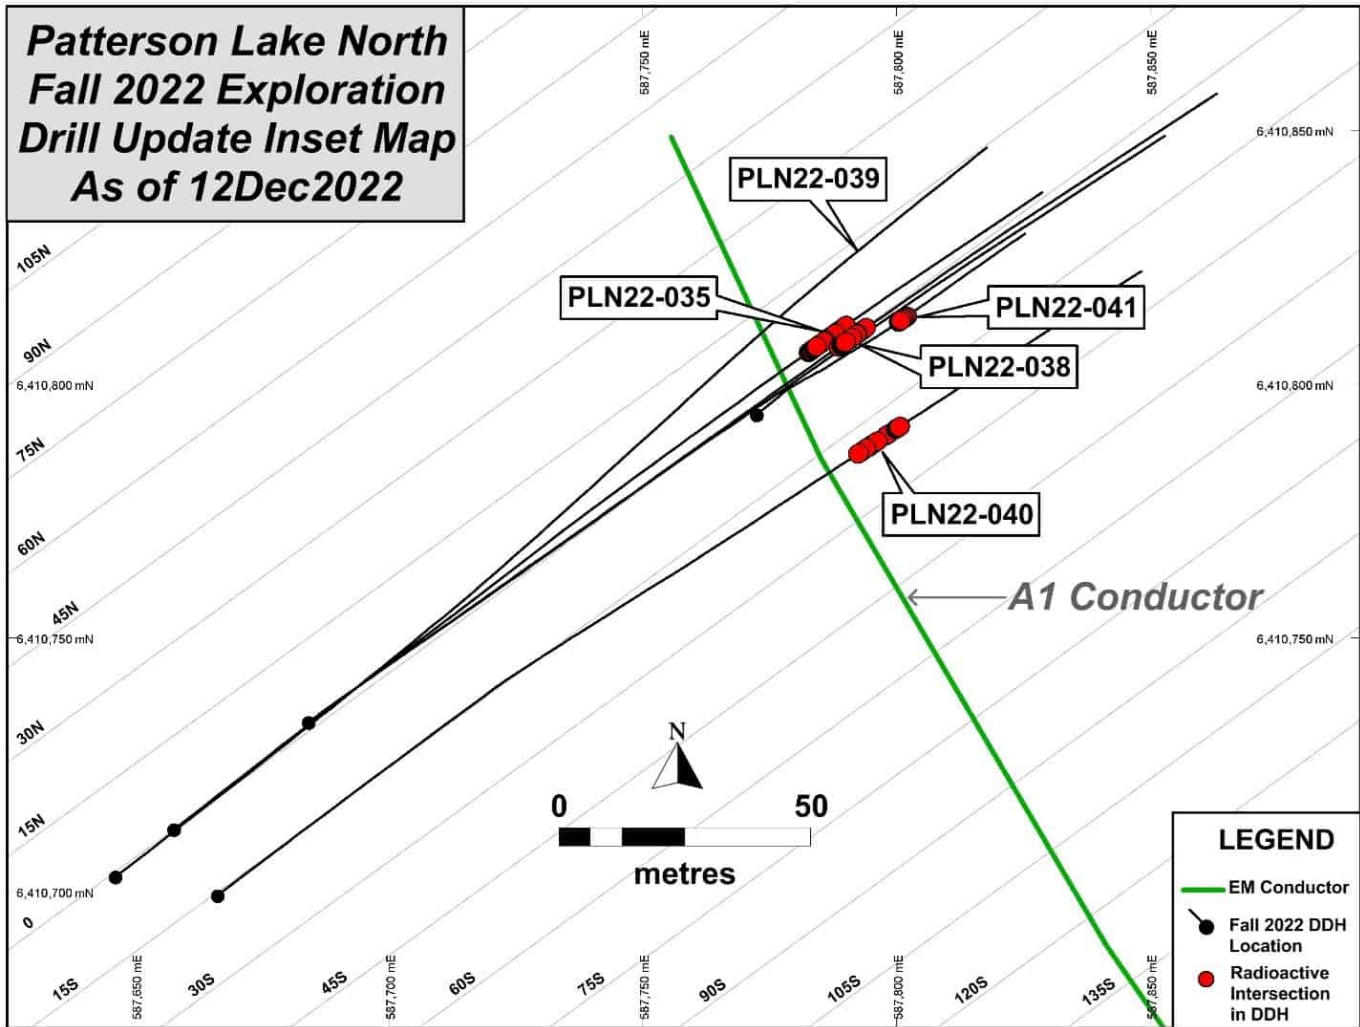 Patterson Lake North
Fall 2022 Exploration
Drill Update Inset Map
As of 12Dec2022
587,750 mE
587,800 mE
587,850 mE
6,410,850 mN
PLN22-039
105N
PLN22-035
PLN22-041
90N
PLN22-038
6,410,800 mN
6,410,800 mN
75N
PLN22-040
60N
A1 Conductor
45N
6,410,750 mN
6,410,750 mN
30N
N
0 50
metres
15N
6,410,700 mN
0
15S
587,650 mE
30S
45S
587,700 mE
60S
75S
587,750 mE
90S
105S
587,800 mE
120S
135S
587,850 mE
LEGEND
EM Conductor
Fall 2022 DDH
Location
Radioactive
Intersection
in DDH